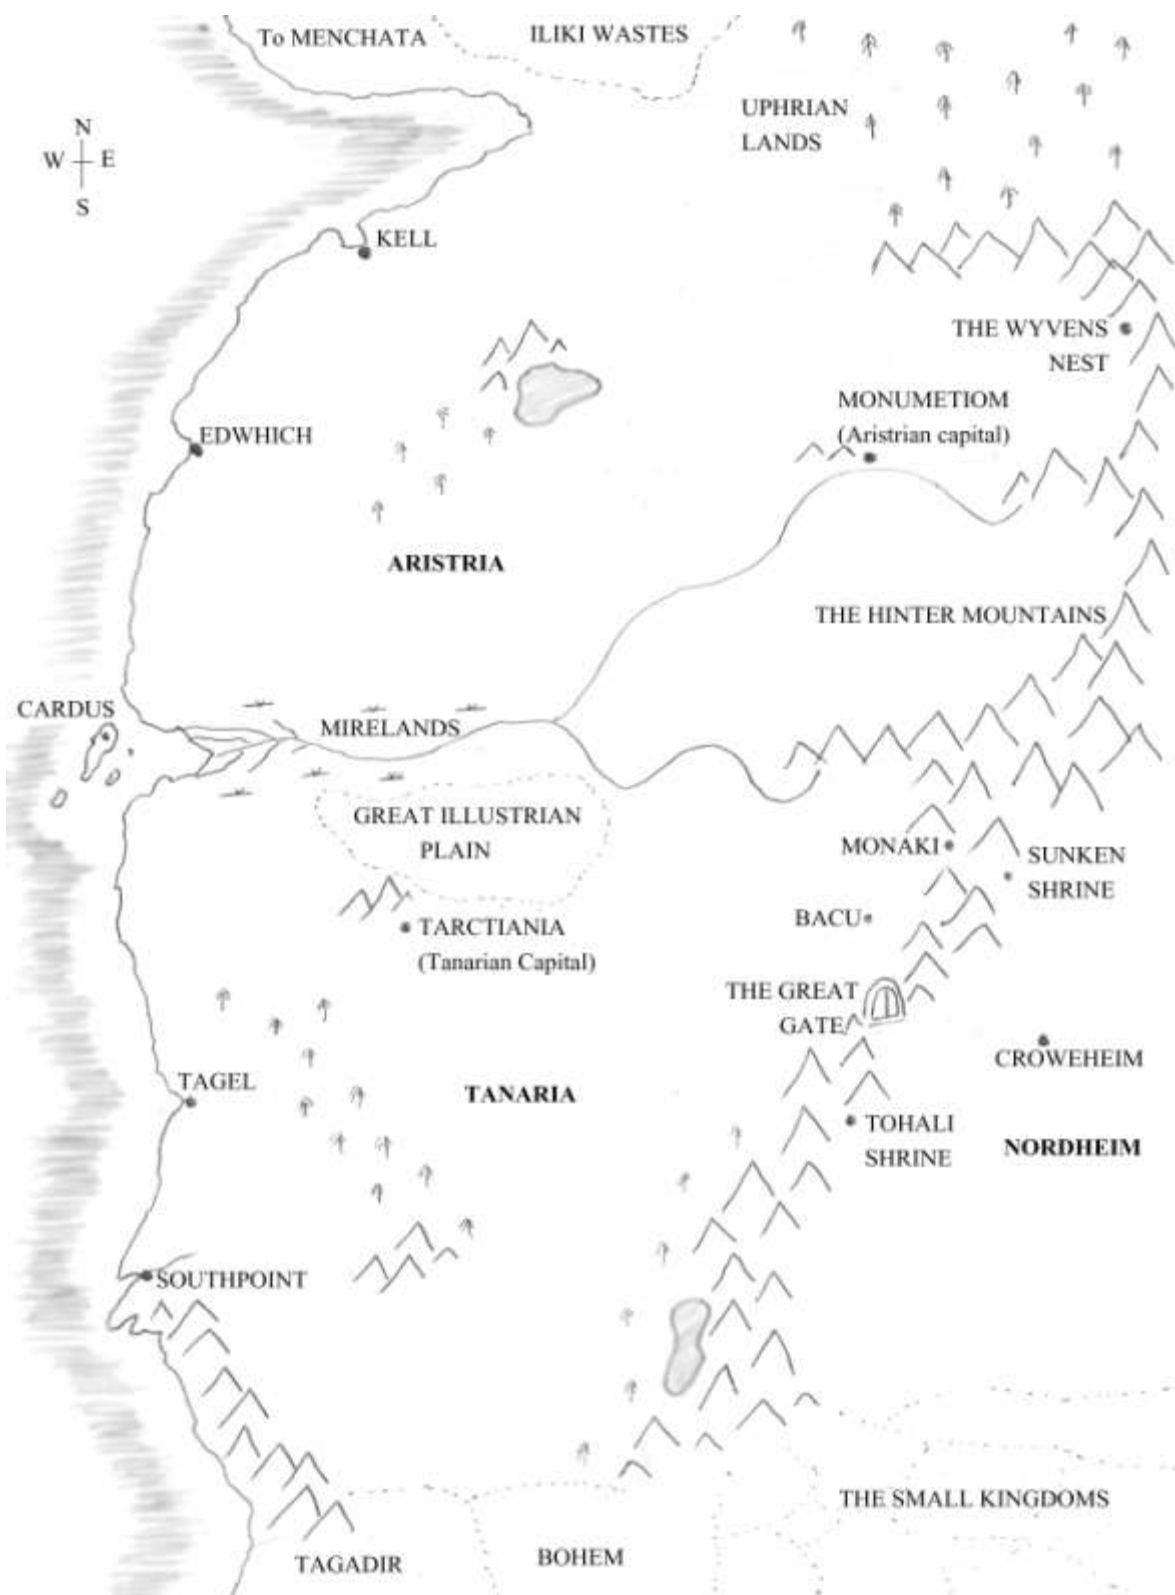 To MENCHATA
ILIKI WASTES
UPHRIAN
LANDS
N
W E
S
KELL
THE WYVENS
NEST
MONUMETIOM
(Aristrian capital)
EDWHICH
ARISTRIA
THE HINTER MOUNTAINS
CARDUS
MIRELANDS
GREAT ILLUSTRIAN
PLAIN
MONAKI
SUNKEN
SHRINE
BACU
TARCTIANIA
(Tanarian Capital)
THE GREAT
GATE
CROWEHEIM
TAGEL
TANARIA
TOHALI
SHRINE
NORDHEIM
SOUTHPOINT
THE SMALL KINGDOMS
TAGADIR
BOHEM